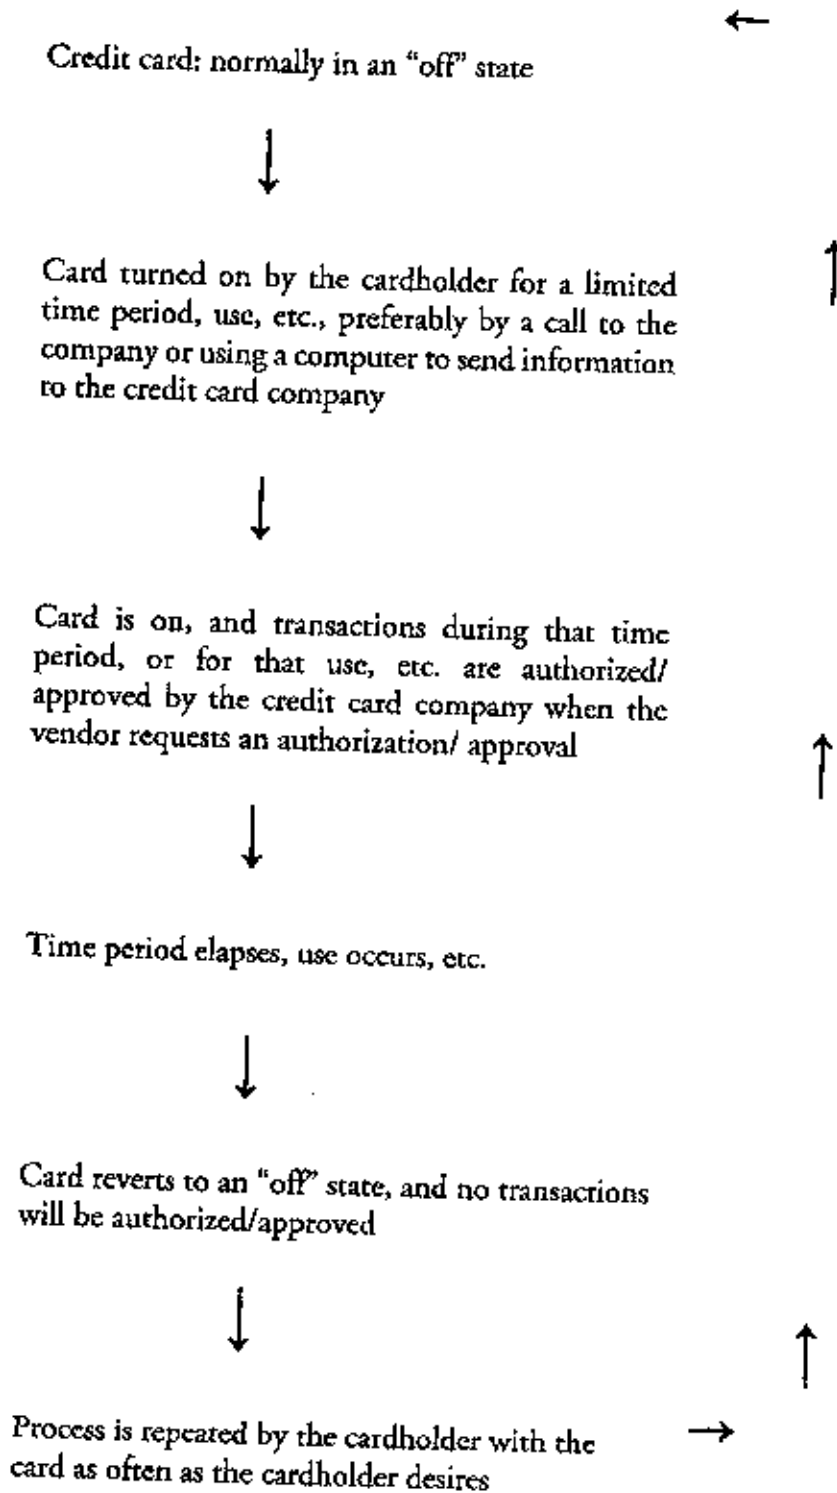 Credit card: normally in an “off” state
Card turned on by the cardholder for a limited
time period, use, etc., preferably by a call to the
company or using a computer to send information
to the credit card company
Card is on, and transactions during that time
period, or for that use, etc. are authorized/
approved by the credit card company when the
vendor requests an authorization/ approval
Time period elapses, use occurs, etc.
Card reverts to an “off” state, and no transactions
will be authorized/approved
Process is repeated by the cardholder with the
card as often as the cardholder desires